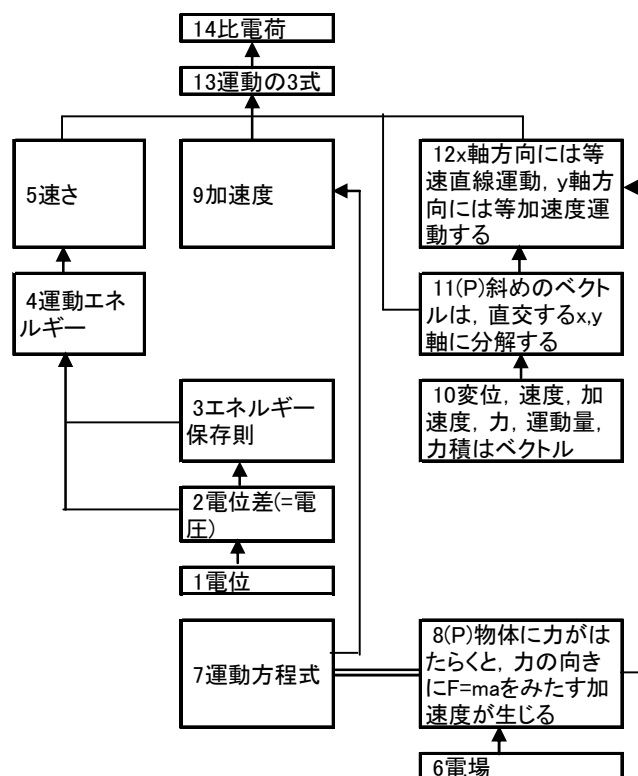 14比電荷
13運動の3式
5速さ
9加速度
12x軸方向には等
速直線運動，y軸方
向には等加速度運
動する
4運動エネ
ルギー
11(P)斜めのベクト
ルは，直交するx,y
軸に分解する
3エネルギー
保存則
10変位，速度，加
速度，力，運動量，
力積はベクトル
2電位差(=電
圧)
1電位
7運動方程式
8(P)物体に力がは
たらくと，力の向き
にF=maをみたす加
速度が生じる
6電場